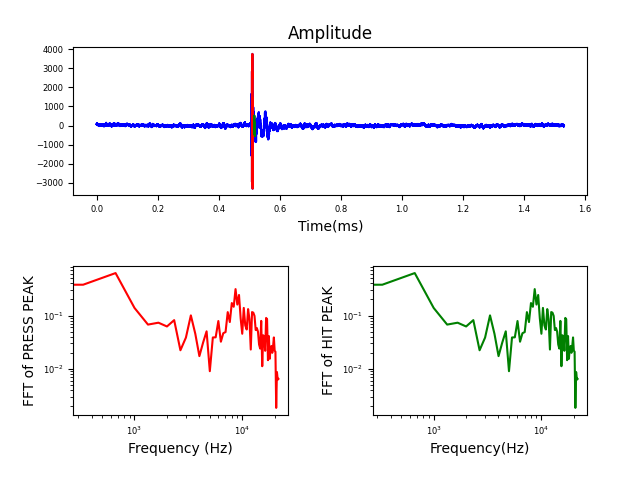 Amplitude
4000
3000
2000
1000
0
−1000
−2000
−3000
0.0 0.2 0.4 0.6 0.8 1.0 1.2 1.4 1.6
Time(ms)
FFT of PRESS PEAK
10⁻¹
10⁻²
10³ 10⁴
Frequency (Hz)
FFT of HIT PEAK
10⁻¹
10⁻²
10³ 10⁴
Frequency(Hz)